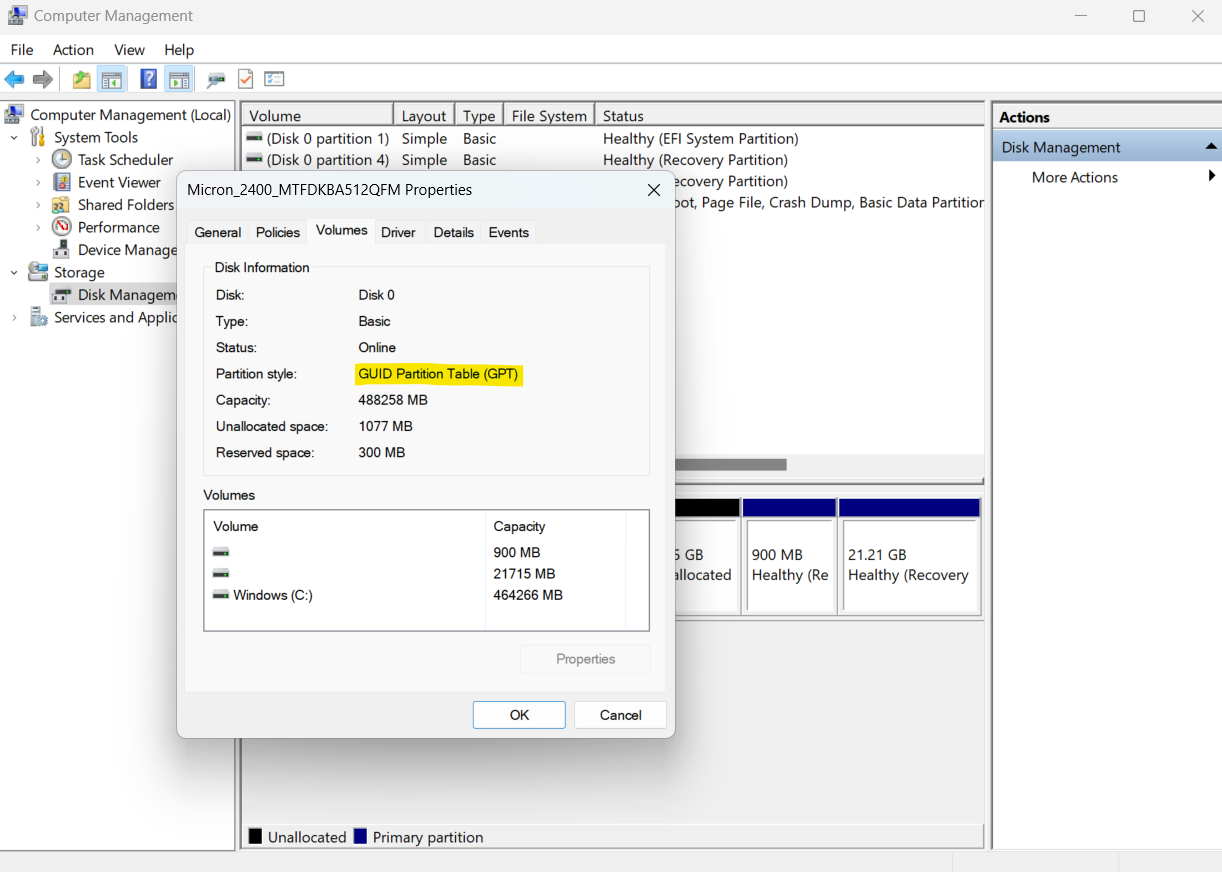 Computer Management
File Action View Help
Computer Management (Local)
System Tools
Task Scheduler
Event Viewer
Shared Folders
Performance
Device Manage
Storage
Disk Managem
Services and Applic
Volume Layout Type File System Status
(Disk 0 partition 1) Simple Basic Healthy (EFI System Partition)
(Disk 0 partition 4) Simple Basic Healthy (Recovery Partition)
ecovery Partition)
oot, Page File, Crash Dump, Basic Data Partition
Actions
Disk Management
More Actions
Micron_2400_MTFDKBA512QFM Properties
General Policies Volumes Driver Details Events
Disk Information
Disk: Disk 0
Type: Basic
Status: Online
Partition style: GUID Partition Table (GPT)
Capacity: 488258 MB
Unallocated space: 1077 MB
Reserved space: 300 MB
Volumes
Volume Capacity
900 MB
21715 MB
Windows (C:) 464266 MB
Properties
OK Cancel
5 GB
allocated
900 MB
Healthy (Re
21.21 GB
Healthy (Recovery
Unallocated Primary partition